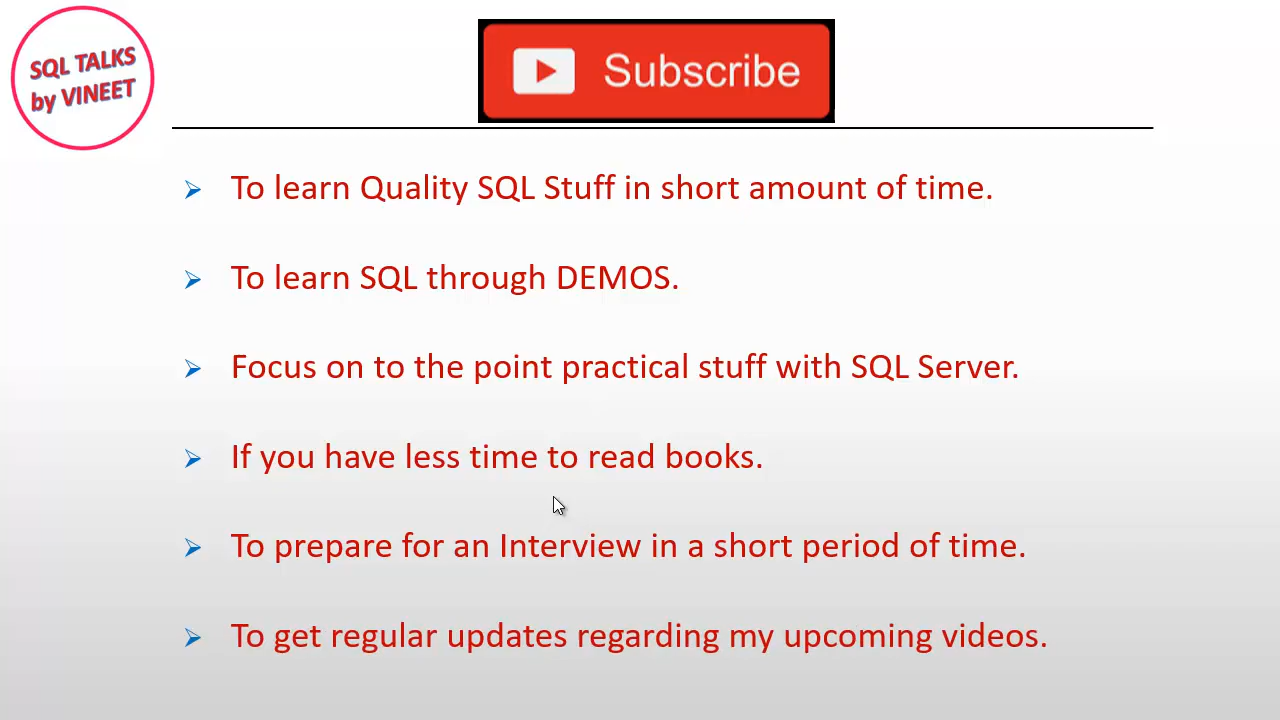 SQL TALKS
by VINEET
Subscribe
To learn Quality SQL Stuff in short amount of time.
To learn SQL through DEMOS.
Focus on to the point practical stuff with SQL Server.
If you have less time to read books.
To prepare for an Interview in a short period of time.
To get regular updates regarding my upcoming videos.